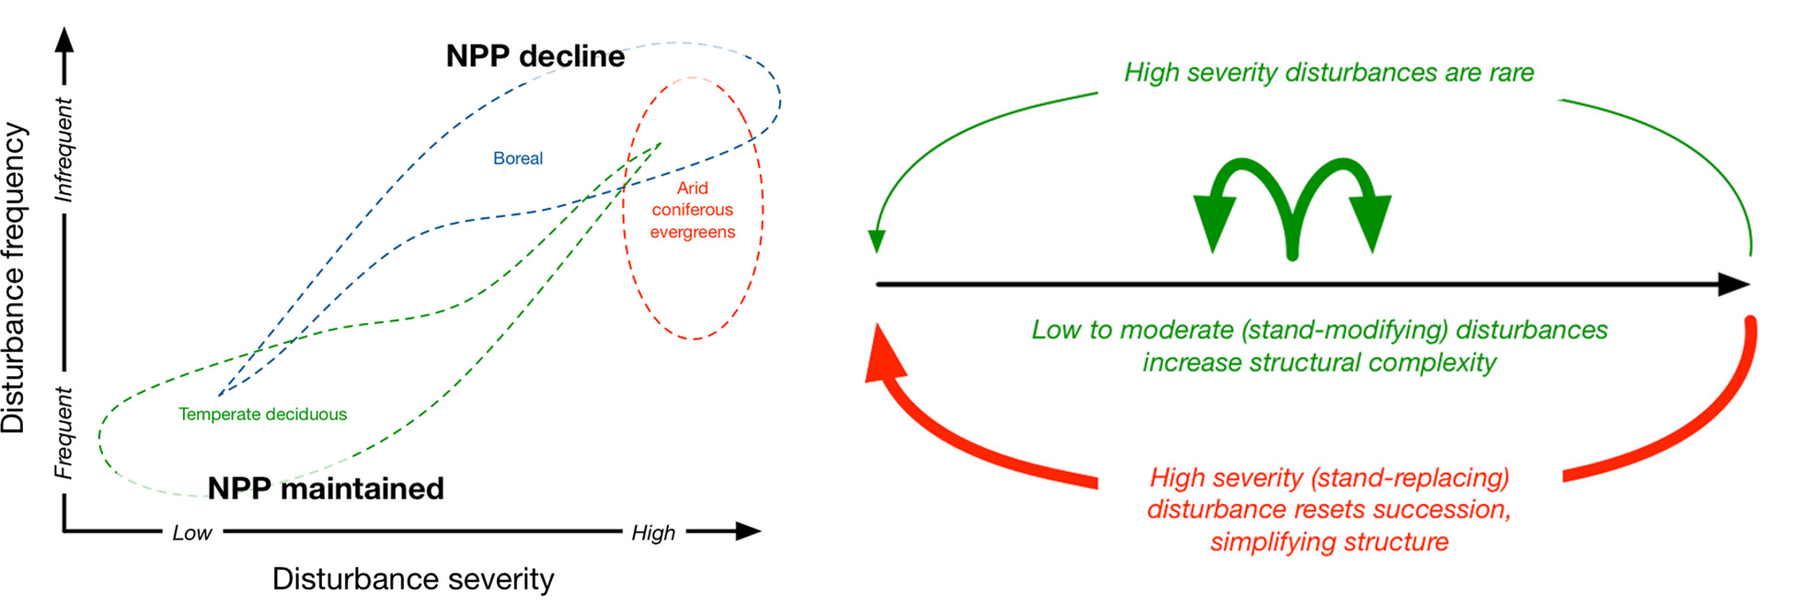 NPP decline
Disturbance frequency
Infrequent
Frequent
Boreal
Arid
coniferous
evergreens
Temperate deciduous
NPP maintained
Low
High
Disturbance severity
High severity disturbances are rare
Low to moderate (stand-modifying) disturbances
increase structural complexity
High severity (stand-replacing)
disturbance resets succession,
simplifying structure